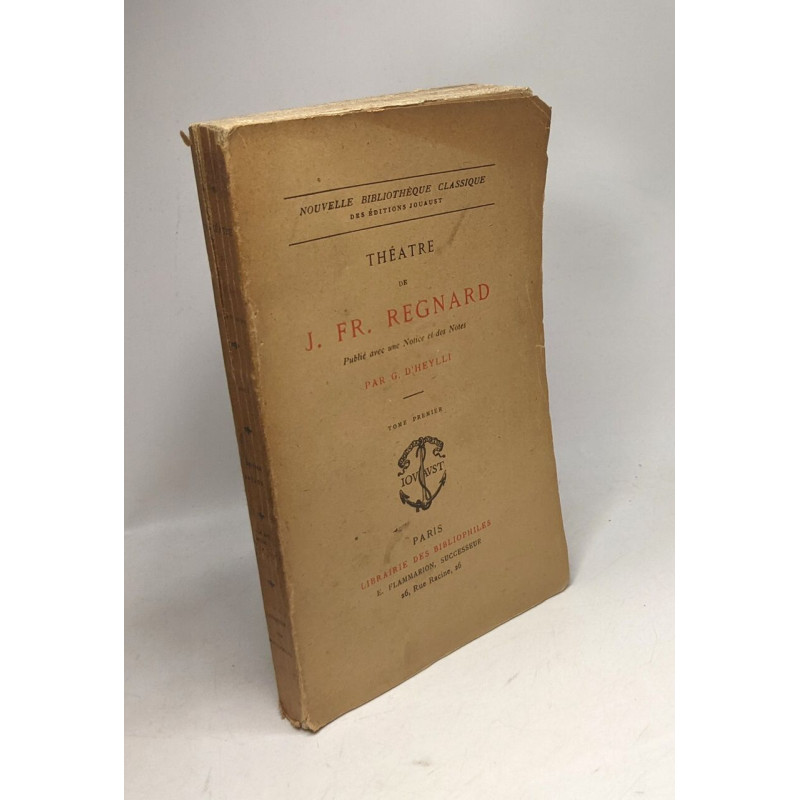 NOUVELLE BIBLIOTHÈQUE CLASSIQUE
DES ÉDITIONS JOUAUST
THÉATRE
DE
J. FR. REGNARD
Publié avec une Notice et des Notes
PAR G. D'HEYLLI
TOME PREMIER
IOVAVST
PARIS
LIBRAIRIE DES BIBLIOPHILES
E. FLAMMARION, SUCCESSEUR
26, Rue Racine, 26